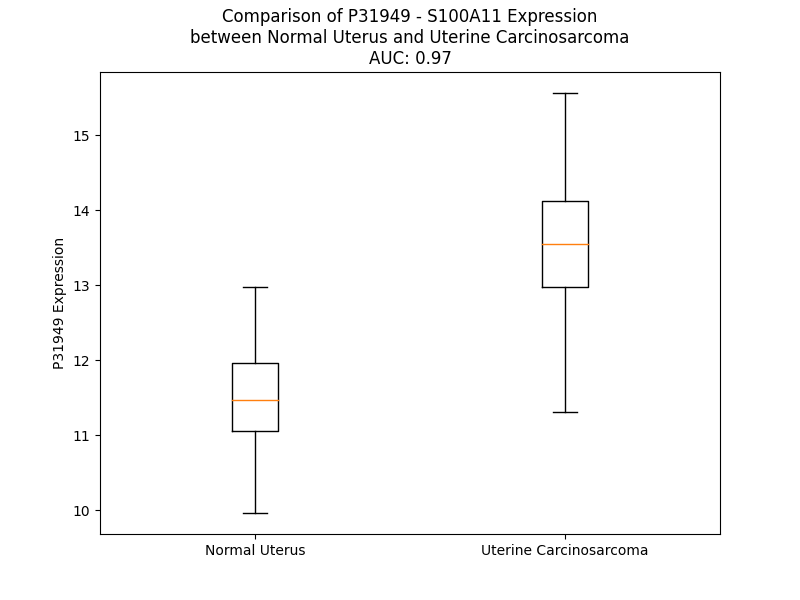 Comparison of P31949 - S100A11 Expression
between Normal Uterus and Uterine Carcinosarcoma
AUC: 0.97
15
14
13
12
11
10
P31949 Expression
Normal Uterus
Uterine Carcinosarcoma